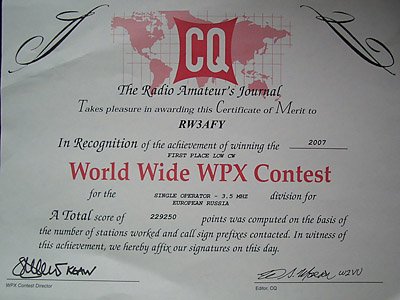 CQ
The Radio Amateur's Journal
Takes pleasure in awarding this Certificate of Merit to
RW3AFY
In Recognition of the achievement of winning the 2007
FIRST PLACE LOW CW
World Wide WPX Contest
for the SINGLE OPERATOR - 3.5 MHZ division for
EUROPEAN RUSSIA
A Total score of 229250 points was computed on the basis of
the number of stations worked and call sign prefixes contacted. In witness of
this achievement, we hereby affix our signatures on this day.
K5ZD W2VU
WPX Contest Director Editor, CQ